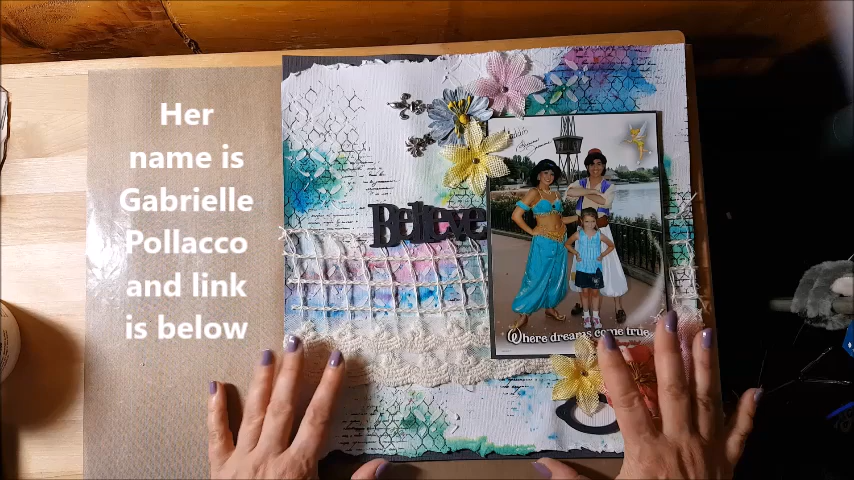 Her
name is
Gabrielle
Pollacco
and link
is below
Believe
Where dreams come true